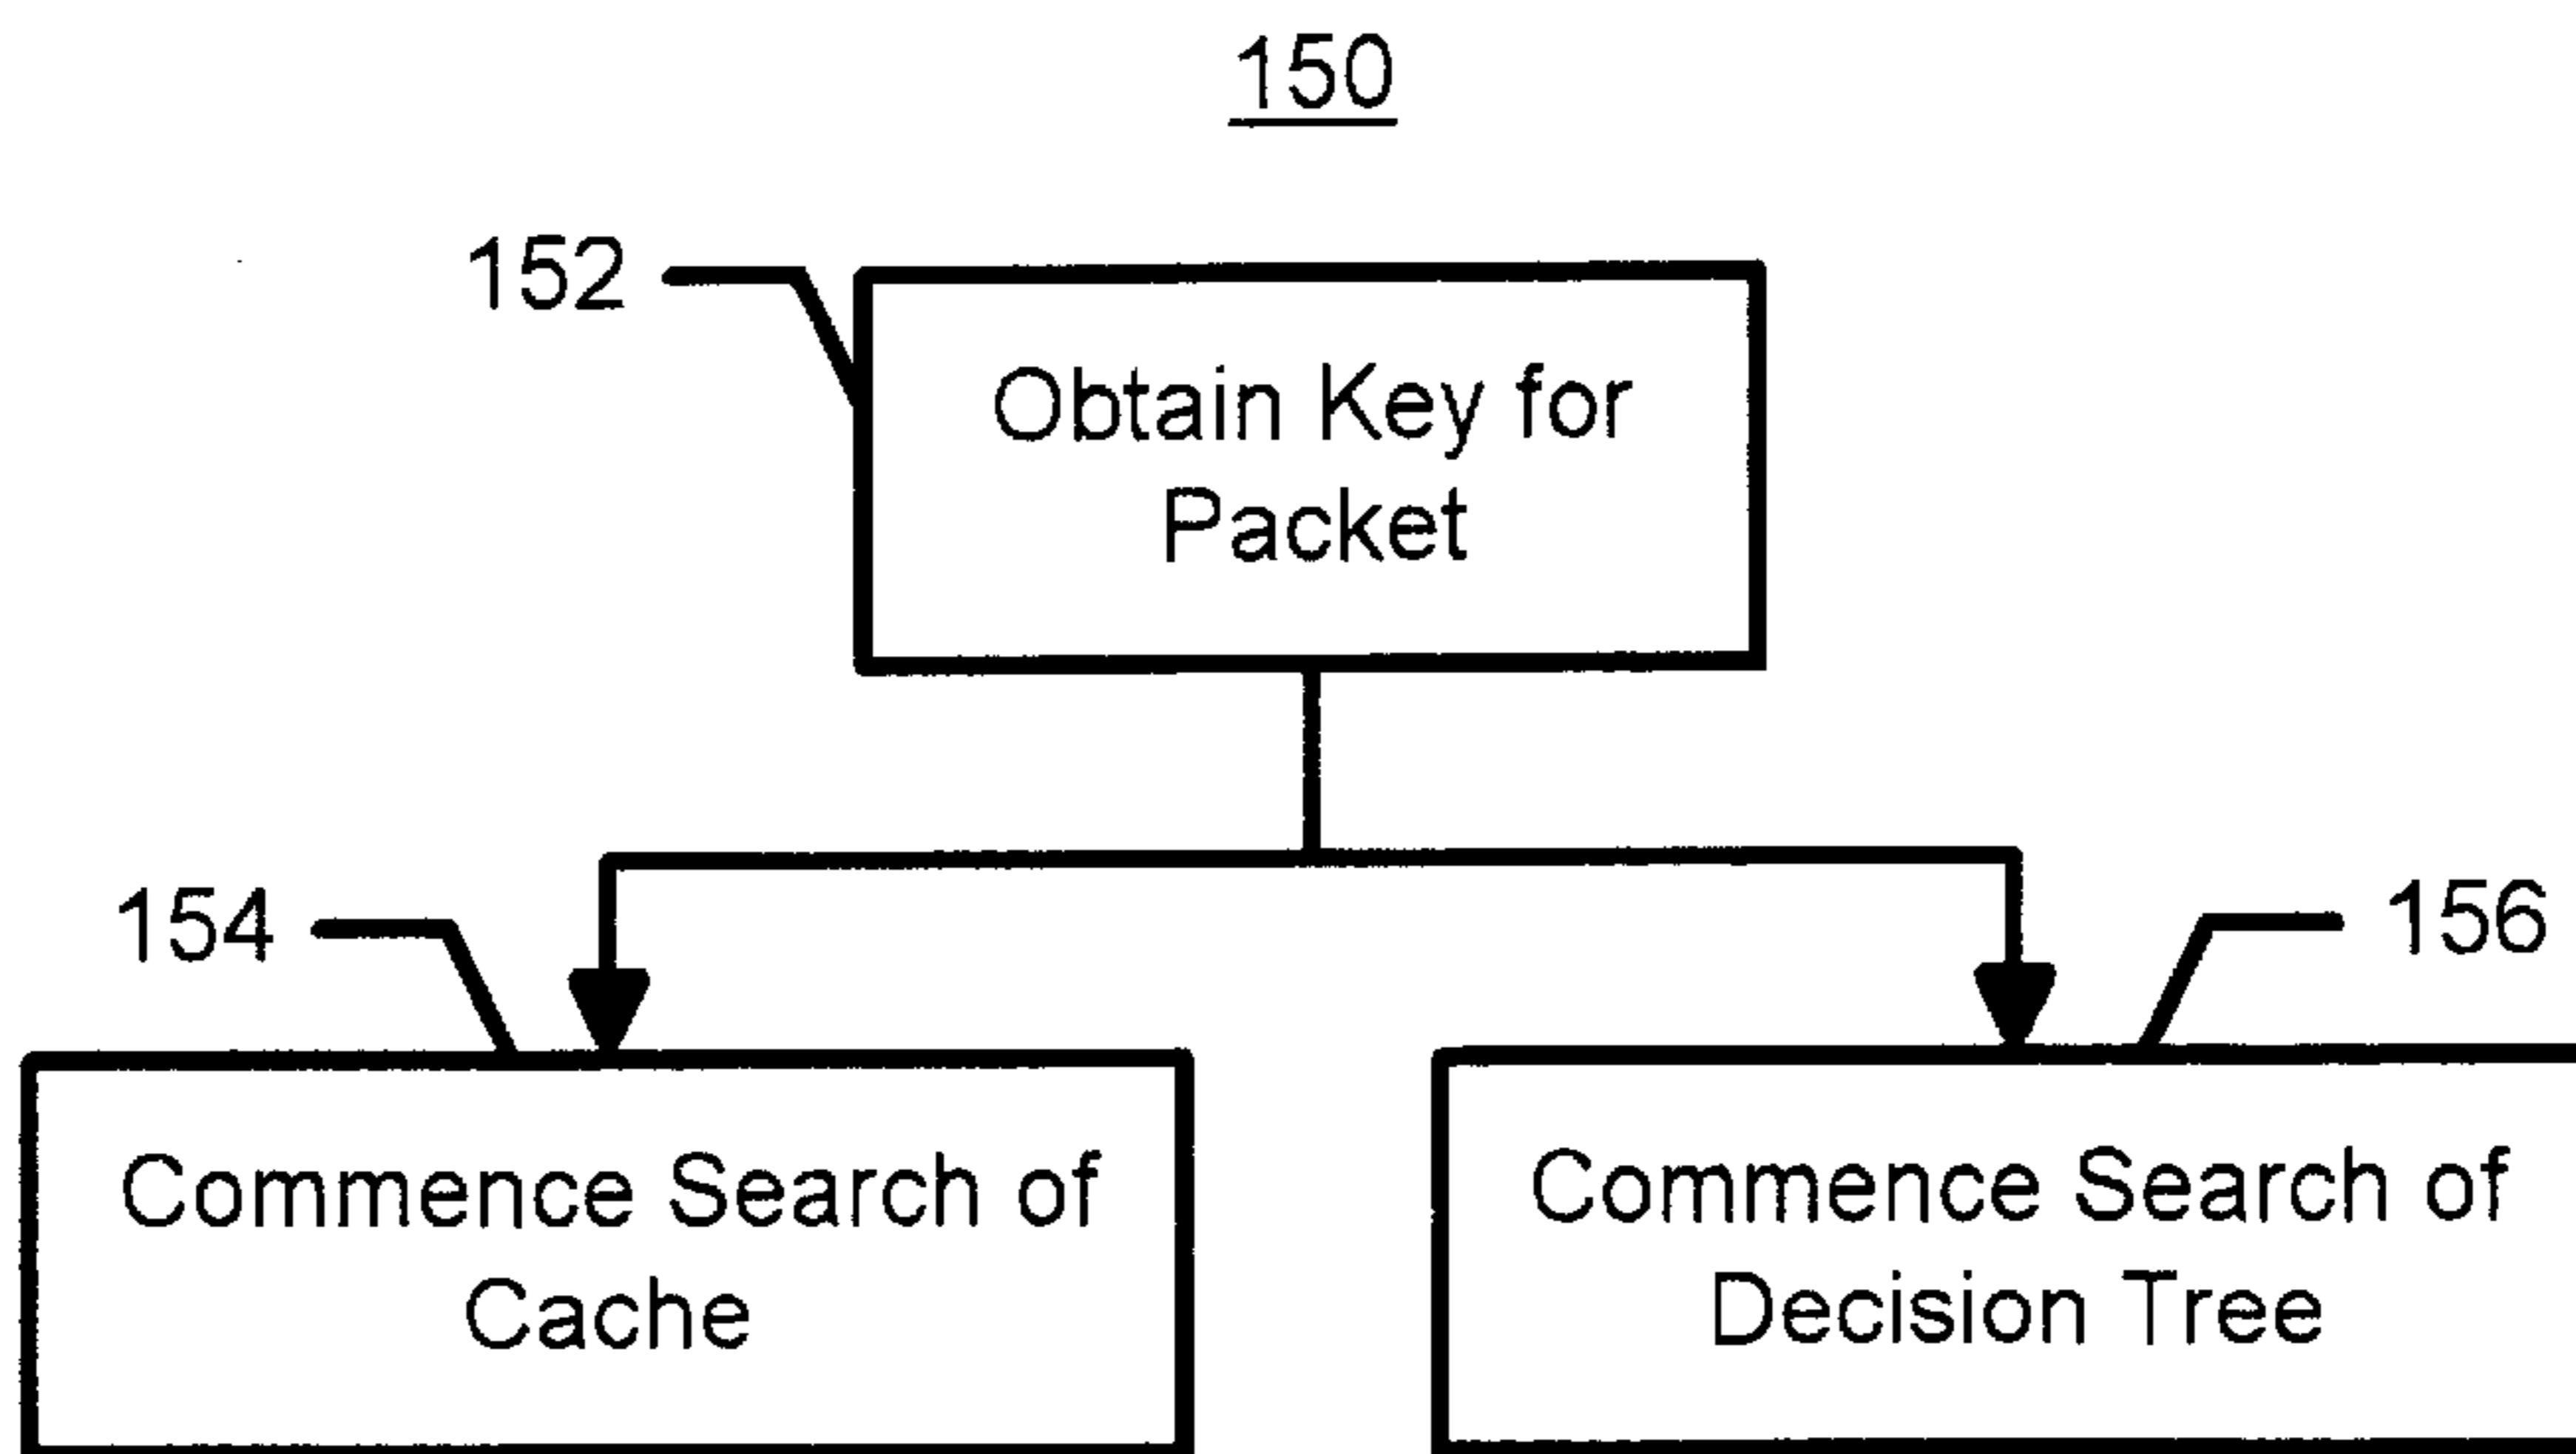 150
152
Obtain Key for
Packet
154
156
Commence Search of
Cache
Commence Search of
Decision Tree